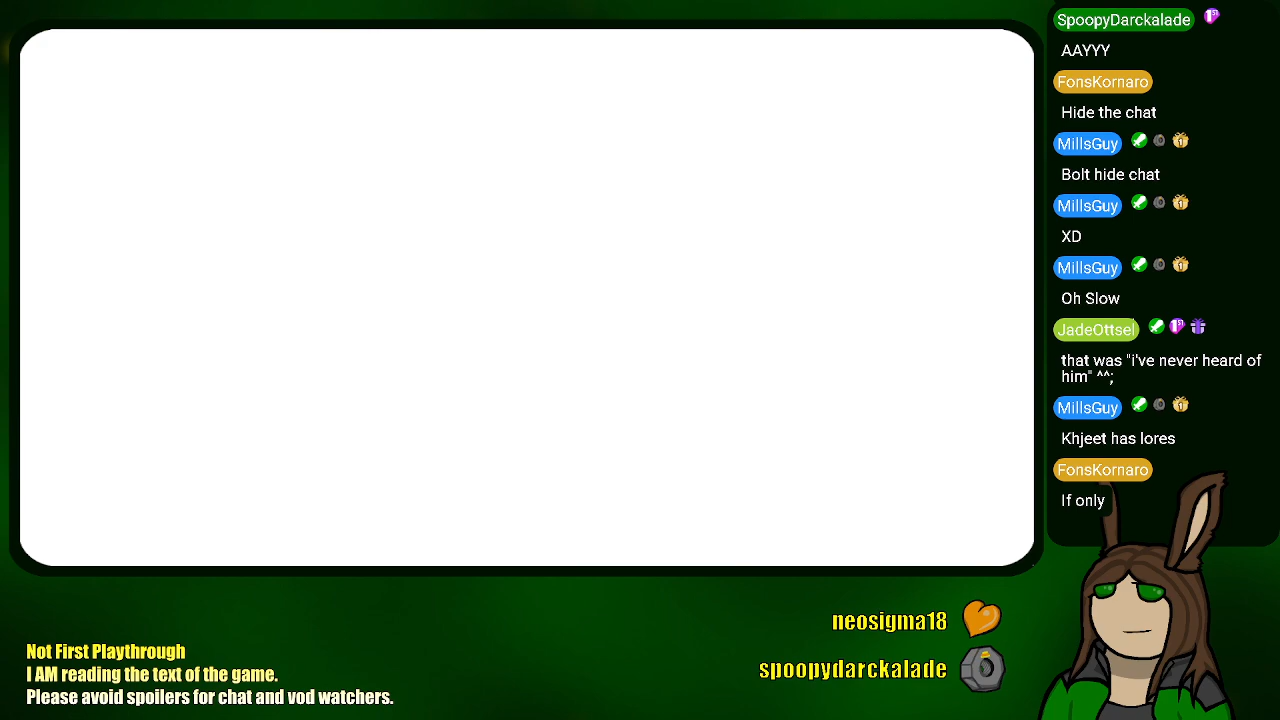 SpoopyDarckalade
AAYYY
FonsKornaro
Hide the chat
MillsGuy
Bolt hide chat
MillsGuy
XD
MillsGuy
Oh Slow
JadeOttsel
that was "i've never heard of
him" ^^;
MillsGuy
Khjeet has lores
FonsKornaro
If only
neosigma18
spoopydarckalade
Not First Playthrough
I AM reading the text of the game.
Please avoid spoilers for chat and vod watchers.